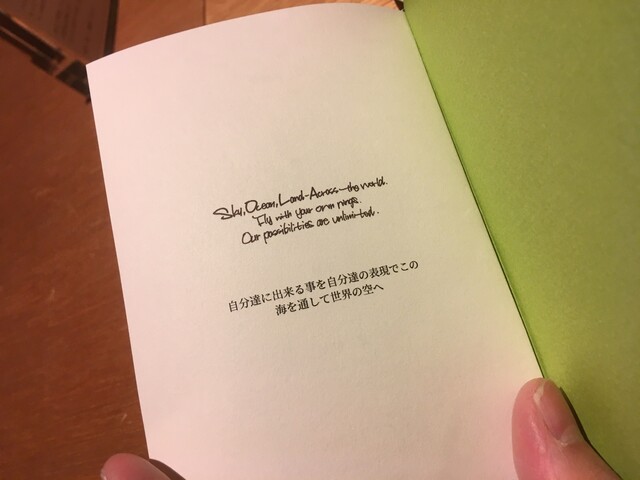 Sky, Ocean, Land-Across-the world.
Fly with your own wings.
Our possibilities are unlimited.
自分達に出来る事を自分達の表現でこの
海を通して世界の空へ